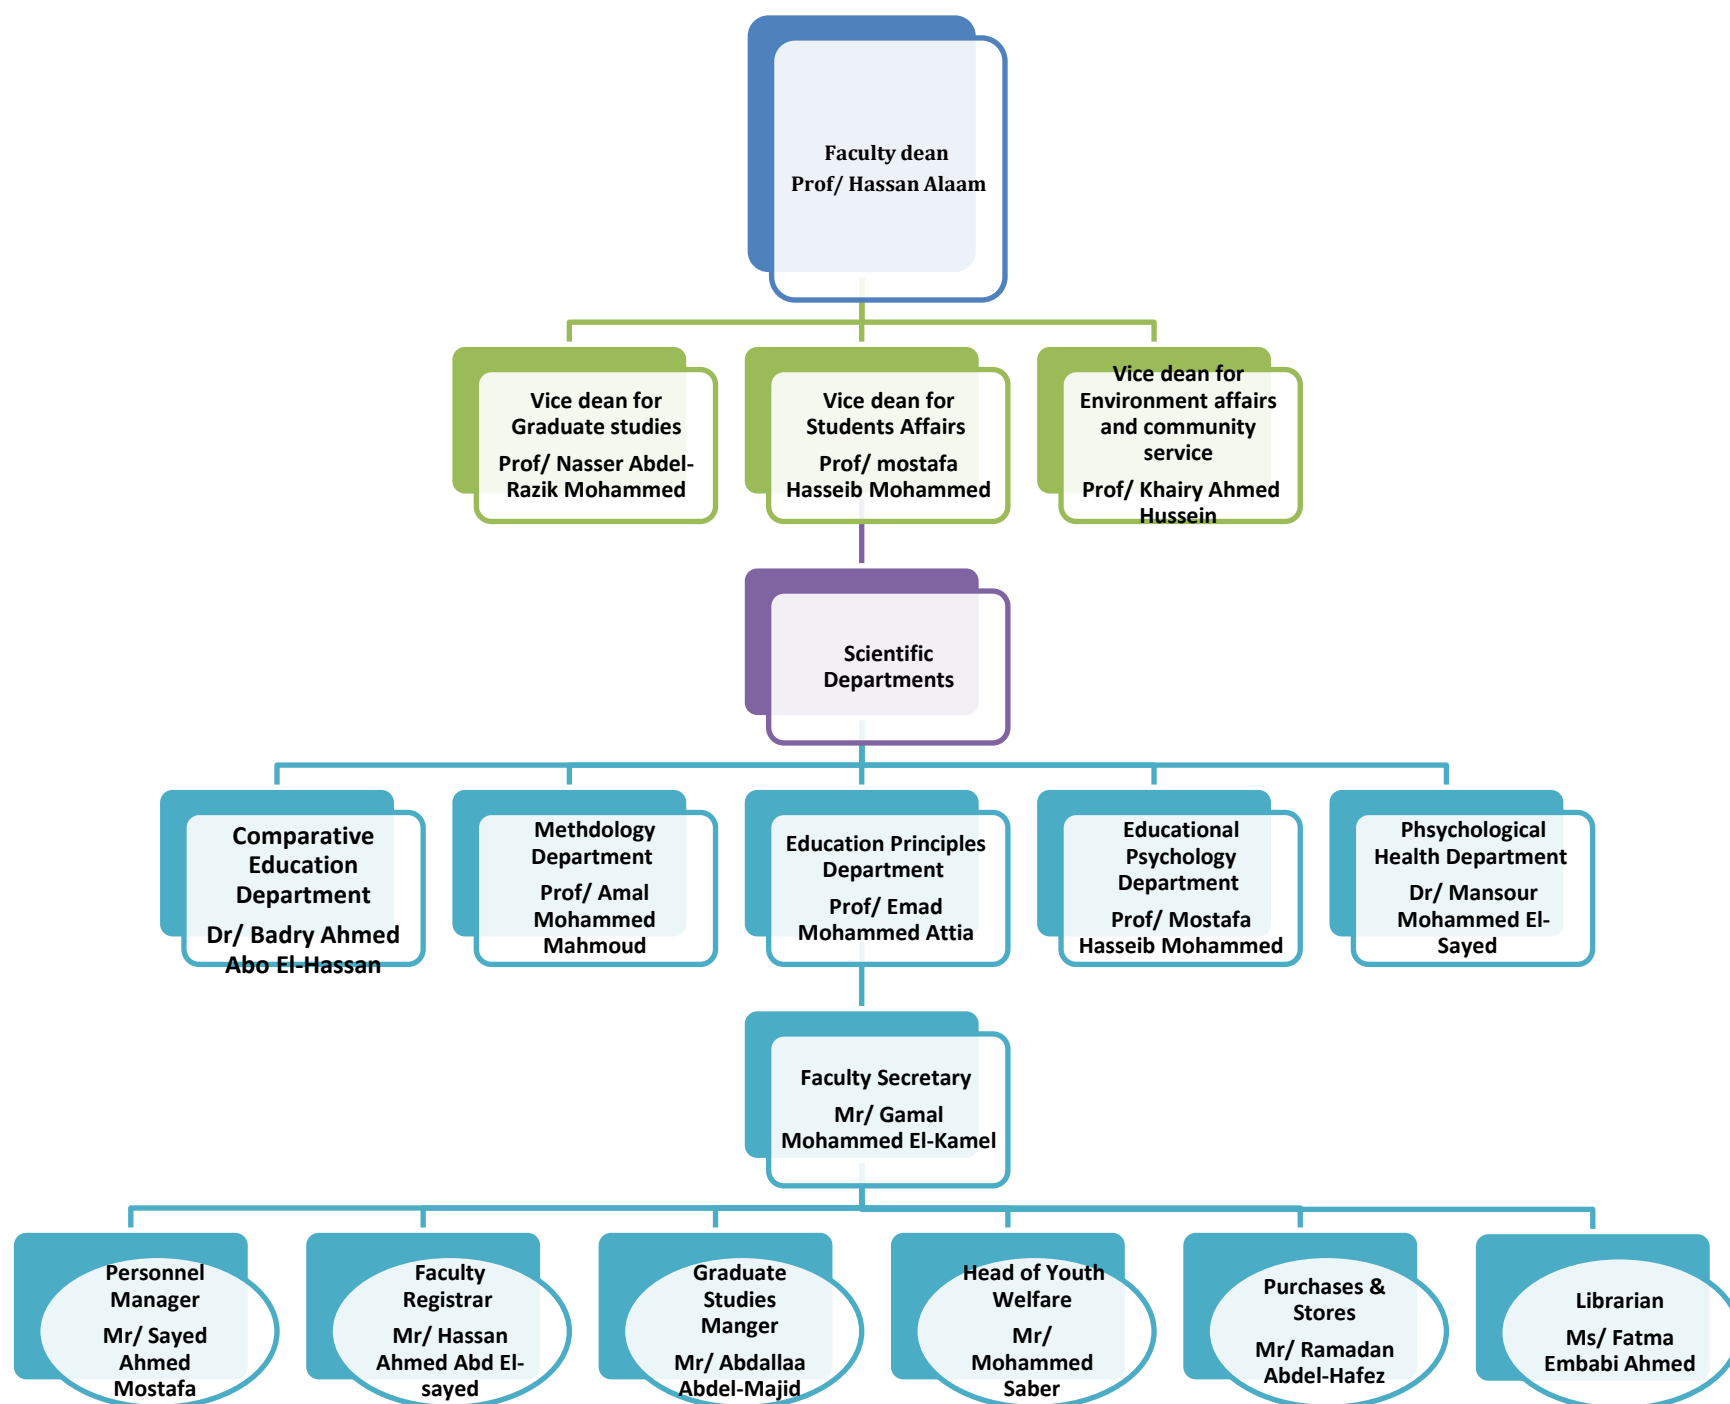 Faculty dean
Prof/ Hassan Alaam
Vice dean for
Graduate studies
Prof/ Nasser Abdel-
Razik Mohammed
Vice dean for
Students Affairs
Prof/ mostafa
Hasseib Mohammed
Vice dean for
Environment affairs
and community
service
Prof/ Khairy Ahmed
Hussein
Scientific
Departments
Comparative
Education
Department
Dr/ Badry Ahmed
Abo El-Hassan
Methdology
Department
Prof/ Amal
Mohammed
Mahmoud
Education Principles
Department
Prof/ Emad
Mohammed Attia
Educational
Psychology
Department
Prof/ Mostafa
Hasseib Mohammed
Phsychological
Health Department
Dr/ Mansour
Mohammed El-
Sayed
Faculty Secretary
Mr/ Gamal
Mohammed El-Kamel
Personnel
Manager
Mr/ Sayed
Ahmed
Mostafa
Faculty
Registrar
Mr/ Hassan
Ahmed Abd El-
sayed
Graduate
Studies
Manger
Mr/ Abdallaa
Abdel-Majid
Head of Youth
Welfare
Mr/
Mohammed
Saber
Purchases &
Stores
Mr/ Ramadan
Abdel-Hafez
Librarian
Ms/ Fatma
Embabi Ahmed